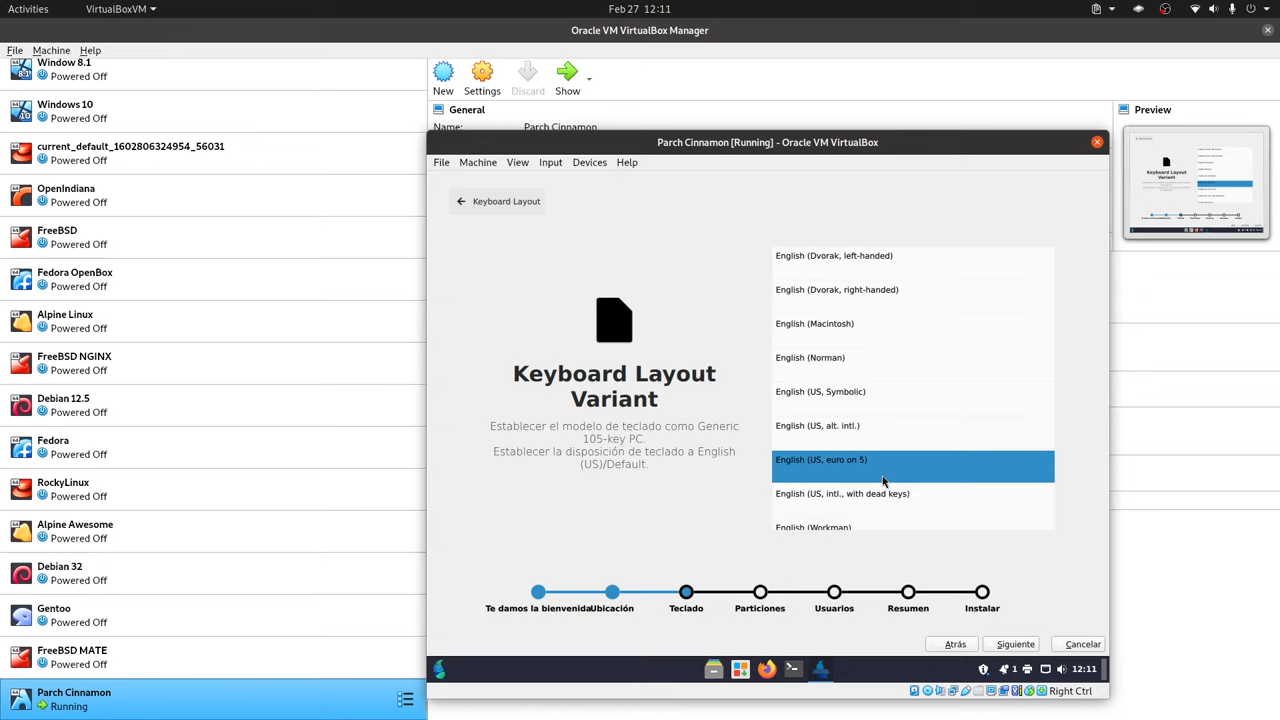 Activities
VirtualBoxVM
Feb 27 12:11
Oracle VM VirtualBox Manager
File Machine Help
Window 8.1
Powered Off
Windows 10
Powered Off
current_default_1602806324954_56031
Powered Off
OpenIndiana
Powered Off
FreeBSD
Powered Off
Fedora OpenBox
Powered Off
Alpine Linux
Powered Off
FreeBSD NGINX
Powered Off
Debian 12.5
Powered Off
Fedora
Powered Off
RockyLinux
Powered Off
Alpine Awesome
Powered Off
Debian 32
Powered Off
Gentoo
Powered Off
FreeBSD MATE
Powered Off
Parch Cinnamon
Running
New Settings Discard Show
General
Name: Parch Cinnamon
Preview
Keyboard Layout
Variant
Parch Cinnamon [Running] - Oracle VM VirtualBox
File Machine View Input Devices Help
Keyboard Layout
Keyboard Layout
Variant
Establecer el modelo de teclado como Generic
105-key PC.
Establecer la disposición de teclado a English
(US)/Default.
English (Dvorak, left-handed)
English (Dvorak, right-handed)
English (Macintosh)
English (Norman)
English (US, Symbolic)
English (US, alt. intl.)
English (US, euro on 5)
English (US, intl., with dead keys)
English (Workman)
Te damos la bienvenida Ubicación Teclado Particiones Usuarios Resumen Instalar
Atrás Siguiente Cancelar
1 12:11
Right Ctrl